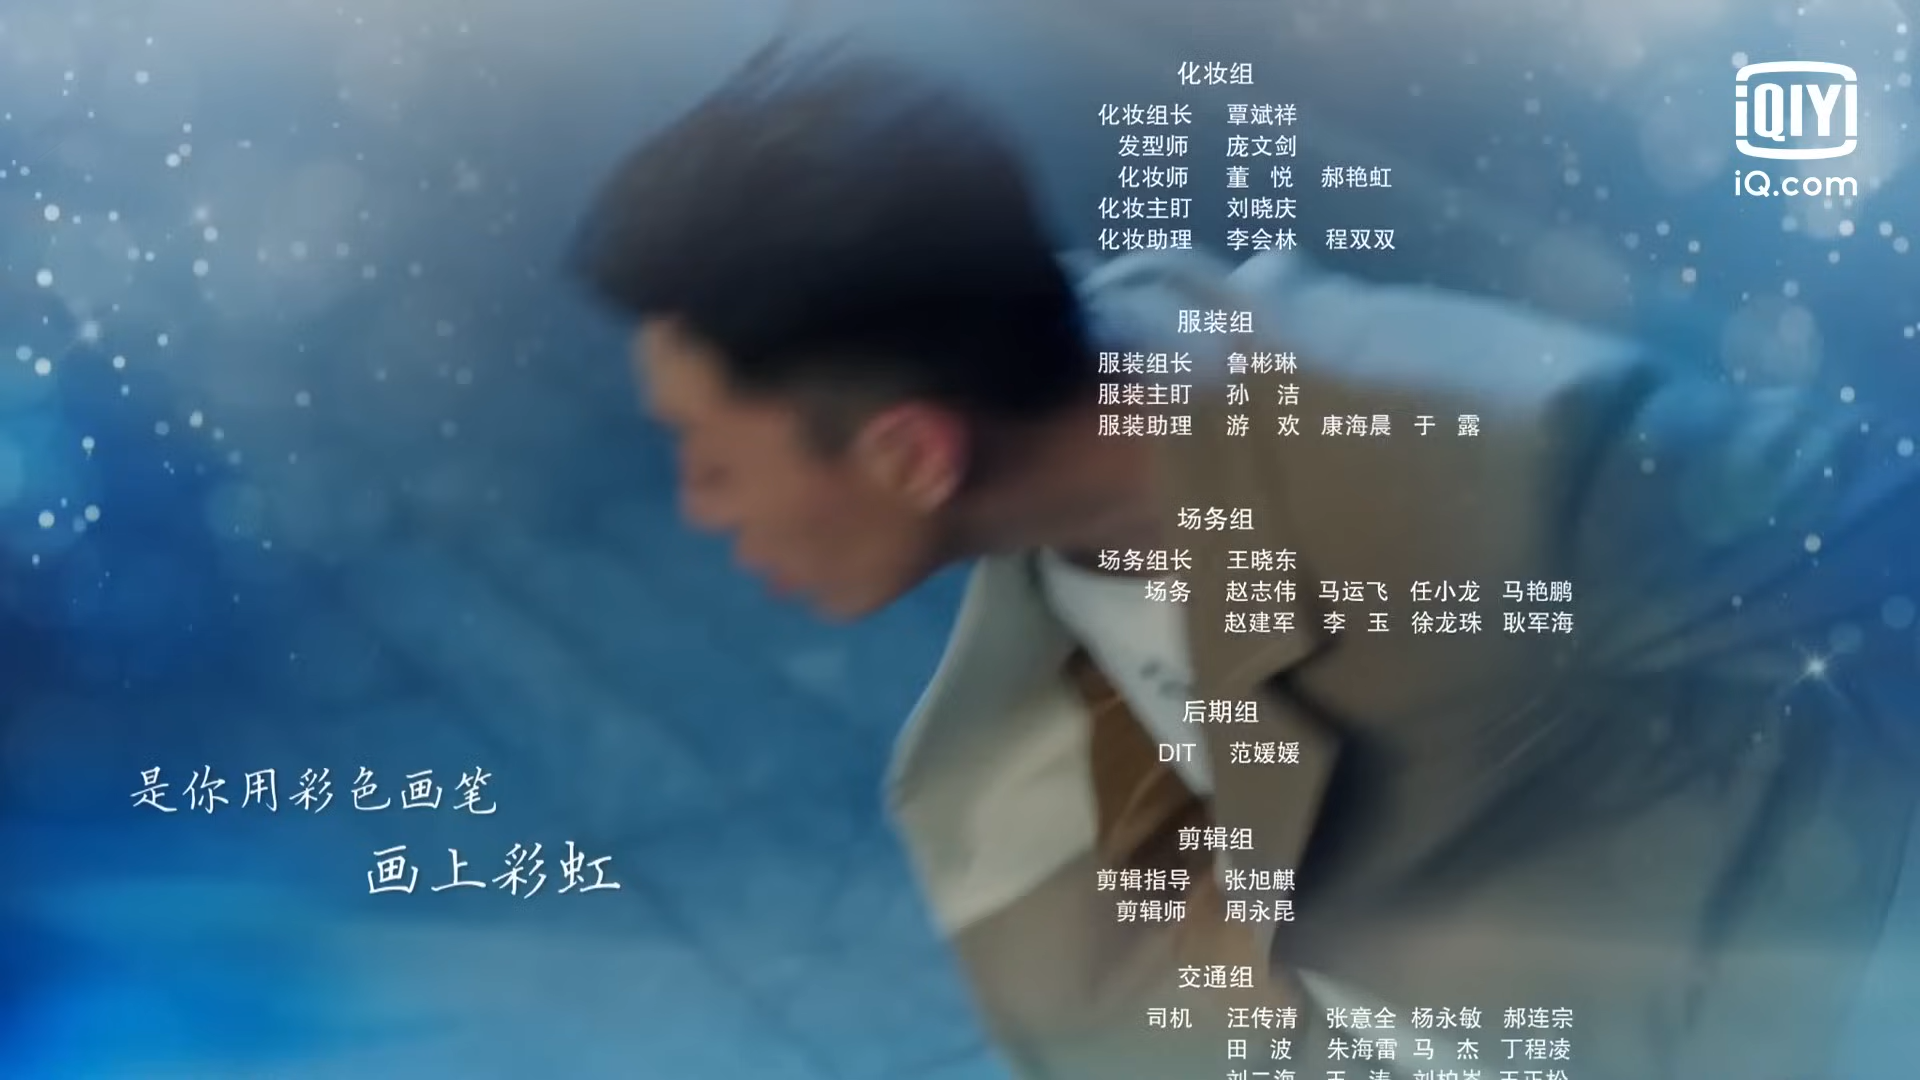 iQIYI
iQ.com
化妆组
化妆组长 覃斌祥
发型师 庞文剑
化妆师 董 悦 郝艳虹
化妆主盯 刘晓庆
化妆助理 李会林 程双双
服装组
服装组长 鲁彬琳
服装主盯 孙 洁
服装助理 游 欢 康海晨 于 露
场务组
场务组长 王晓东
场务 赵志伟 马运飞 任小龙 马艳鹏
赵建军 李 玉 徐龙珠 耿军海
后期组
DIT 范媛媛
剪辑组
剪辑指导 张旭麒
剪辑师 周永昆
交通组
司机 汪传清 张意全 杨永敏 郝连宗
田 波 朱海雷 马 杰 丁程凌
是你用彩色画笔
画上彩虹